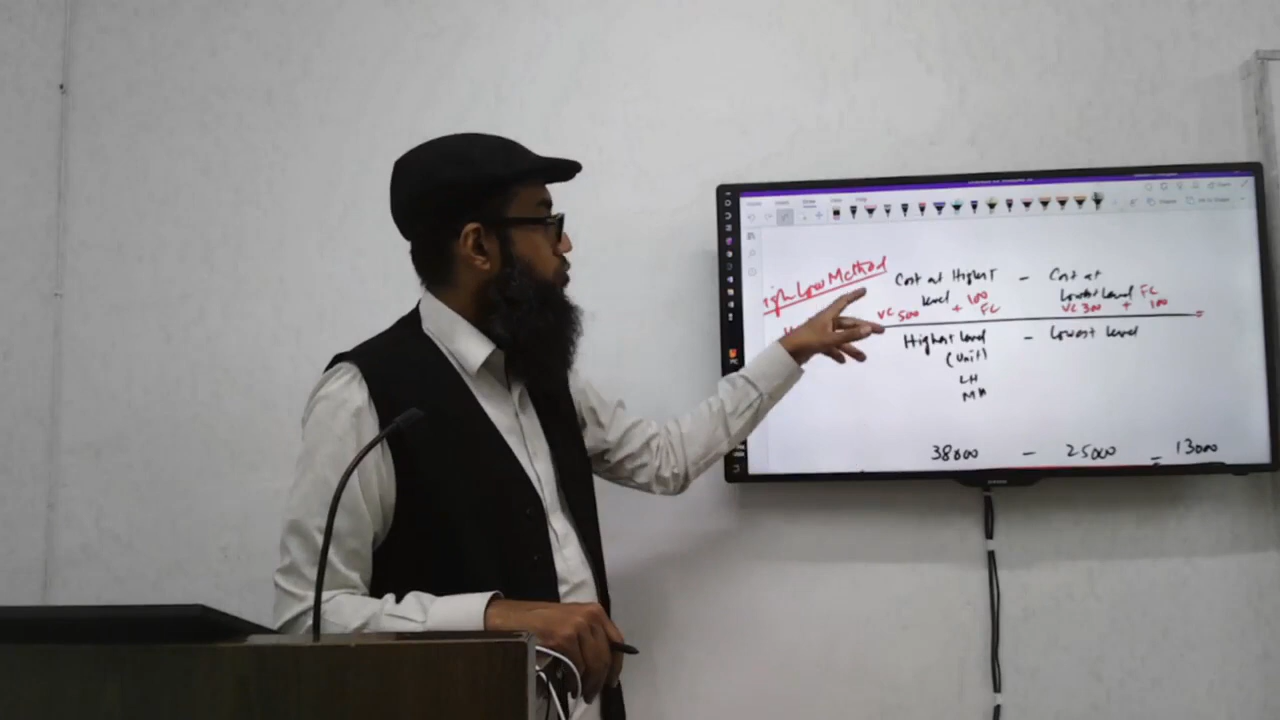 High Low Method
Cost at Highest – Cost at
level 100 Lowest Level FC
VC 500 + FC VC 300 + 100
=
Highest Level – Lowest Level
(Unit)
LH
MH
38000 – 25000 = 13000